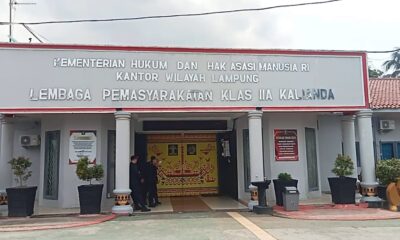 KEMENTERIAN HUKUM DAN HAK ASASI MANUSIA RI
KANTOR WILAYAH LAMPUNG
LEMBAGA PEMASYARAKATAN KLAS IIA KALIANDA